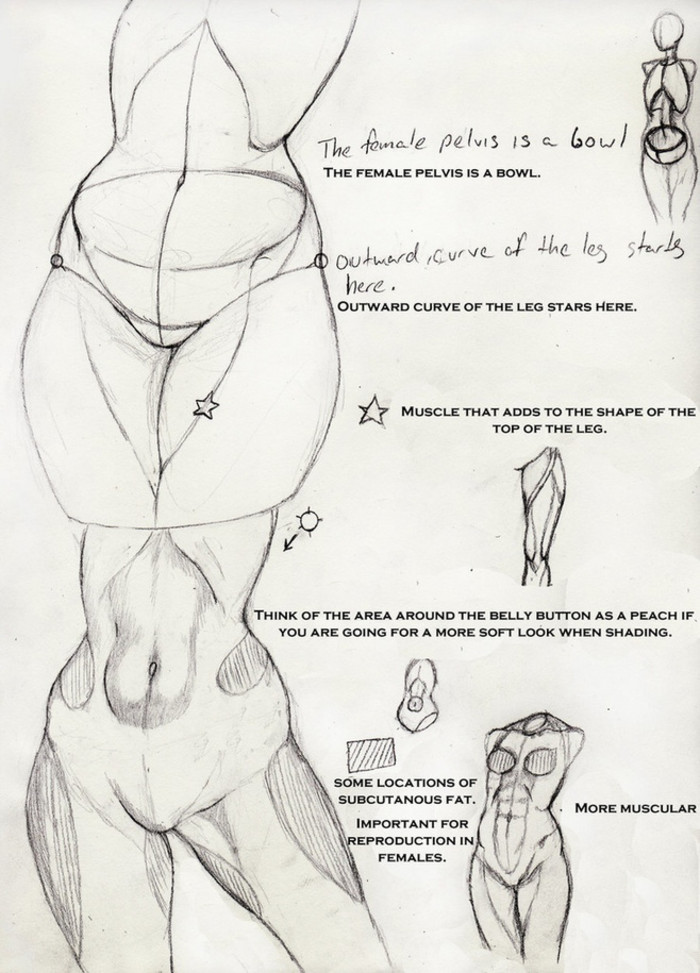 The female pelvis is a bowl
THE FEMALE PELVIS IS A BOWL.
Outward curve of the leg starts
here.
OUTWARD CURVE OF THE LEG STARS HERE.
MUSCLE THAT ADDS TO THE SHAPE OF THE
TOP OF THE LEG.
THINK OF THE AREA AROUND THE BELLY BUTTON AS A PEACH IF
YOU ARE GOING FOR A MORE SOFT LOOK WHEN SHADING.
SOME LOCATIONS OF
SUBCUTANOUS FAT.
IMPORTANT FOR
REPRODUCTION IN
FEMALES.
MORE MUSCULAR